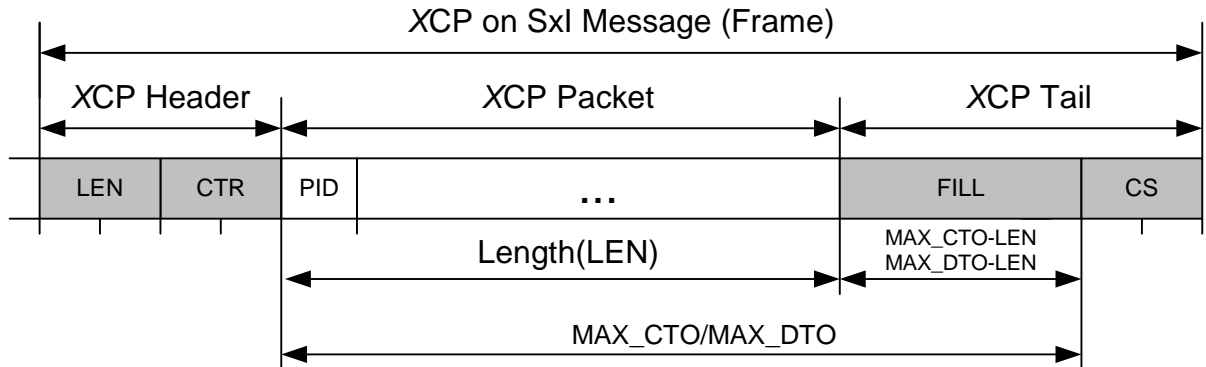 XCP on SxI Message (Frame)
XCP Header
XCP Packet
XCP Tail
LEN
CTR
PID
...
FILL
CS
Length(LEN)
MAX_CTO-LEN
MAX_DTO-LEN
MAX_CTO/MAX_DTO